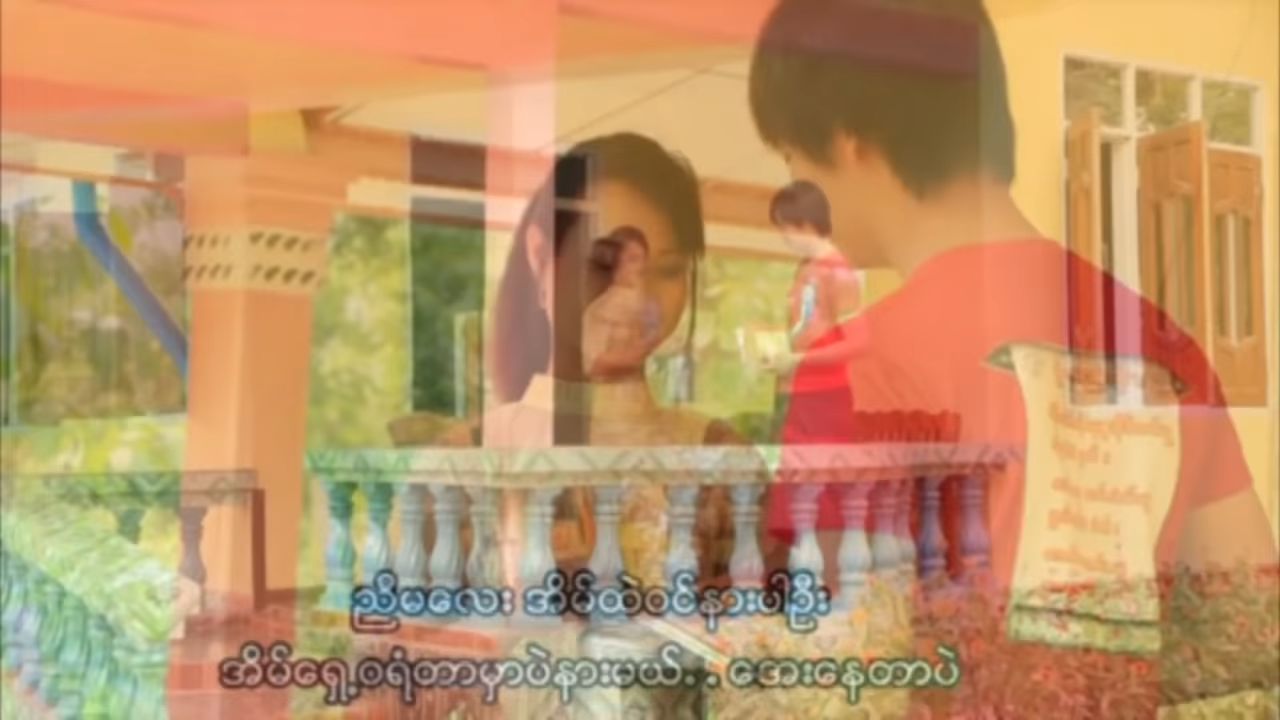 ညီမလေး အိမ်ထဲဝင်နားပါဦး
အိမ်ရှေ့ဝရံတာမှာပဲနားမယ်. . အေးနေတာပဲ